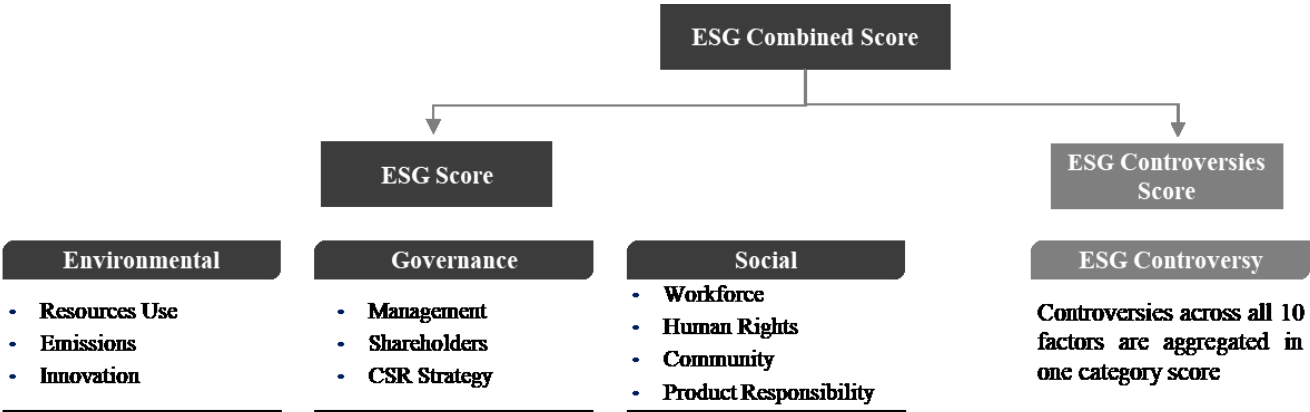 ESG Combined Score
ESG Score
ESG Controversies
Score
Environmental
• Resources Use
• Emissions
• Innovation
Governance
• Management
• Shareholders
• CSR Strategy
Social
• Workforce
• Human Rights
• Community
• Product Responsibility
ESG Controversy
Controversies across all 10
factors are aggregated in
one category score